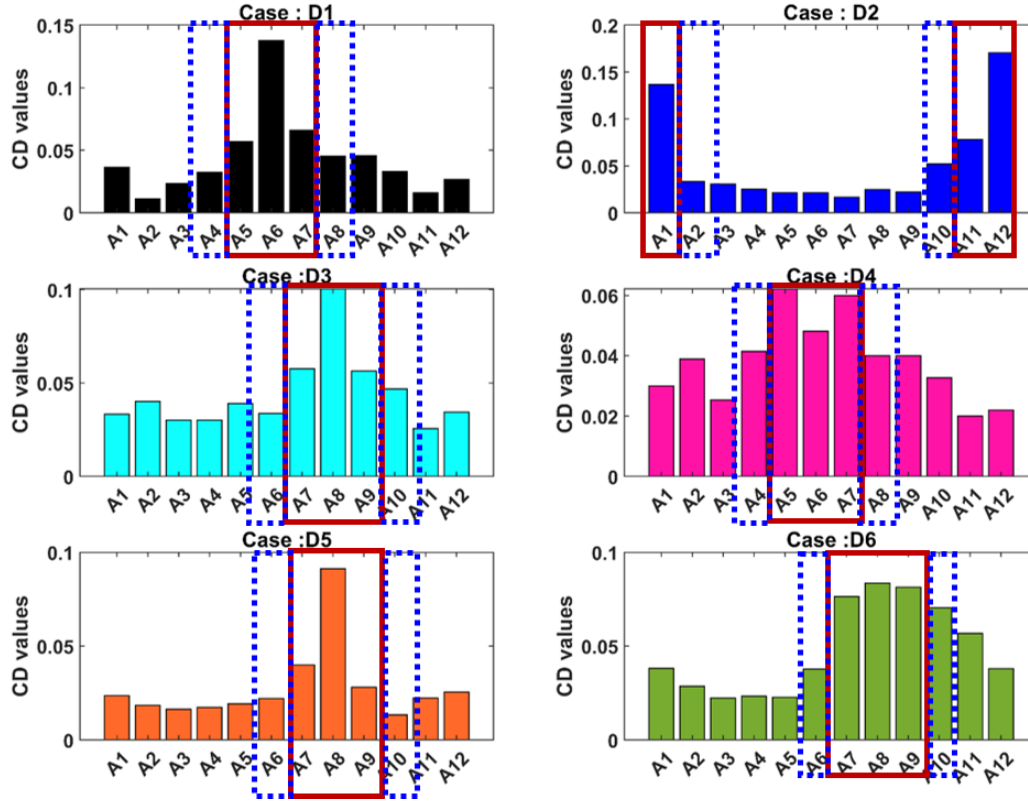 Case : D1
CD values
0.15
0.1
0.05
0
A1 A2 A3 A4 A5 A6 A7 A8 A9 A10 A11 A12
Case : D2
CD values
0.2
0.15
0.1
0.05
0
A1 A2 A3 A4 A5 A6 A7 A8 A9 A10 A11 A12
Case :D3
CD values
0.1
0.05
0
A1 A2 A3 A4 A5 A6 A7 A8 A9 A10 A11 A12
Case :D4
CD values
0.06
0.04
0.02
0
A1 A2 A3 A4 A5 A6 A7 A8 A9 A10 A11 A12
Case :D5
CD values
0.1
0.05
0
A1 A2 A3 A4 A5 A6 A7 A8 A9 A10 A11 A12
Case :D6
CD values
0.1
0.05
0
A1 A2 A3 A4 A5 A6 A7 A8 A9 A10 A11 A12